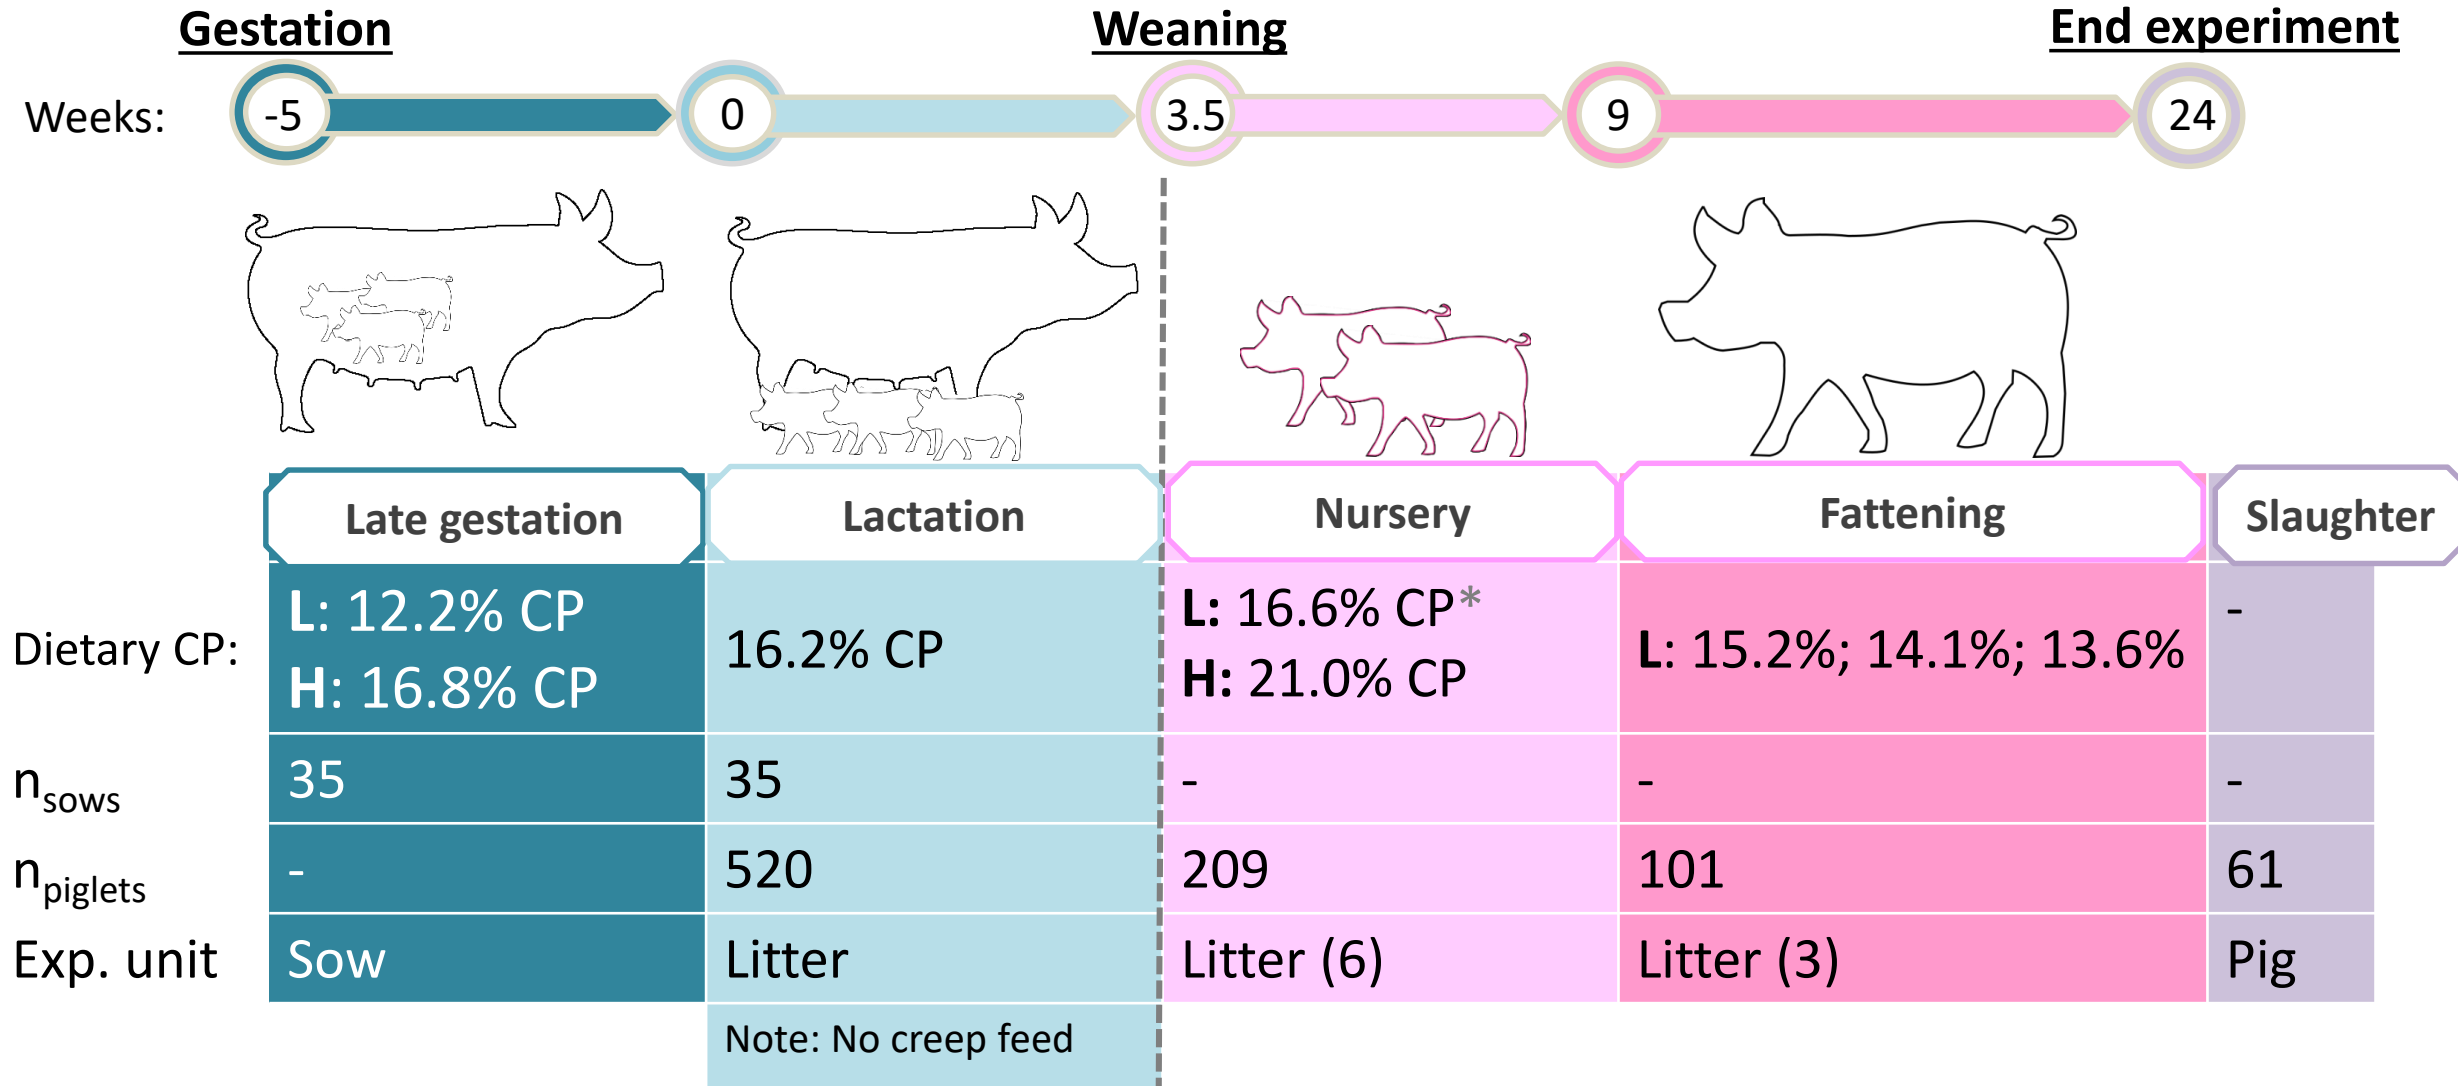 Gestation
Weaning
End experiment
Weeks:
-5
0
3.5
9
24
Late gestation
Lactation
Nursery
Fattening
Slaughter
Dietary CP:
L: 12.2% CP
H: 16.8% CP
16.2% CP
L: 16.6% CP*
H: 21.0% CP
L: 15.2%; 14.1%; 13.6%
-
n sows
35
35
-
-
-
n piglets
-
520
209
101
61
Exp. unit
Sow
Litter
Litter (6)
Litter (3)
Pig
Note: No creep feed